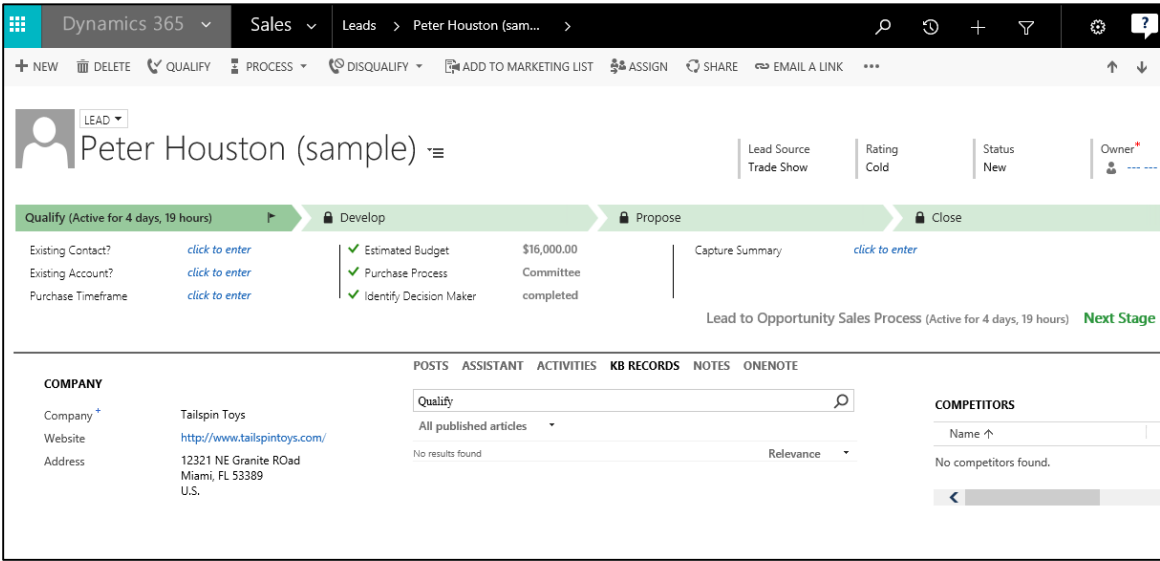 Dynamics 365 Sales Leads > Peter Houston (sam... > ?
NEW DELETE QUALIFY PROCESS DISQUALIFY ADD TO MARKETING LIST ASSIGN SHARE EMAIL A LINK ...
LEAD
Peter Houston (sample)
Lead Source Rating Status Owner*
Trade Show Cold New --- ---
Qualify (Active for 4 days, 19 hours) Develop Propose Close
Existing Contact? click to enter Estimated Budget $16,000.00 Capture Summary click to enter
Existing Account? click to enter Purchase Process Committee
Purchase Timeframe click to enter Identify Decision Maker completed
Lead to Opportunity Sales Process (Active for 4 days, 19 hours) Next Stage
POSTS ASSISTANT ACTIVITIES KB RECORDS NOTES ONENOTE
COMPANY
Qualify
COMPETITORS
Company + Tailspin Toys
All published articles
Name ↑
Website http://www.tailspintoys.com/
No results found Relevance
Address 12321 NE Granite ROad
No competitors found.
Miami, FL 53389
U.S.